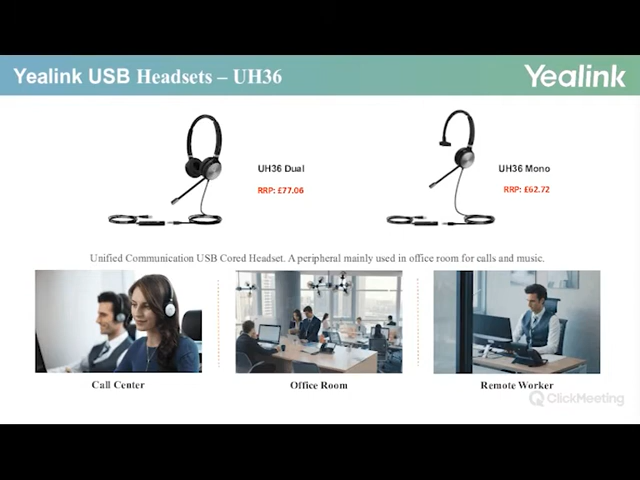 Yealink USB Headsets – UH36
Yealink
UH36 Dual
RRP: £77.06
UH36 Mono
RRP: £62.72
Unified Communication USB Cored Headset. A peripheral mainly used in office room for calls and music.
Call Center
Office Room
Remote Worker
ClickMeeting